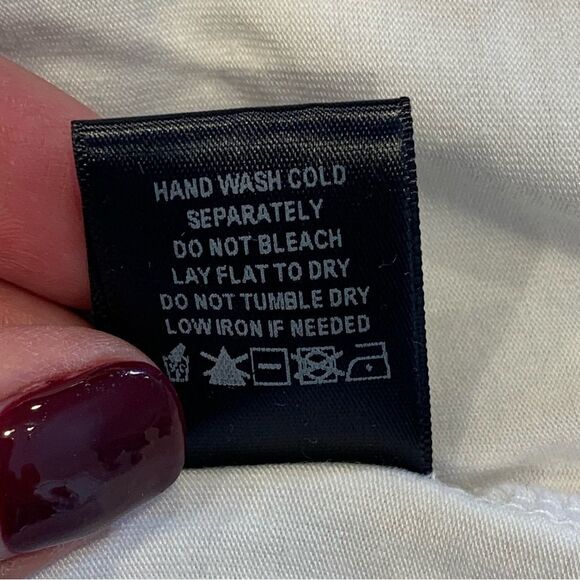 HAND WASH COLD
SEPARATELY
DO NOT BLEACH
LAY FLAT TO DRY
DO NOT TUMBLE DRY
LOW IRON IF NEEDED